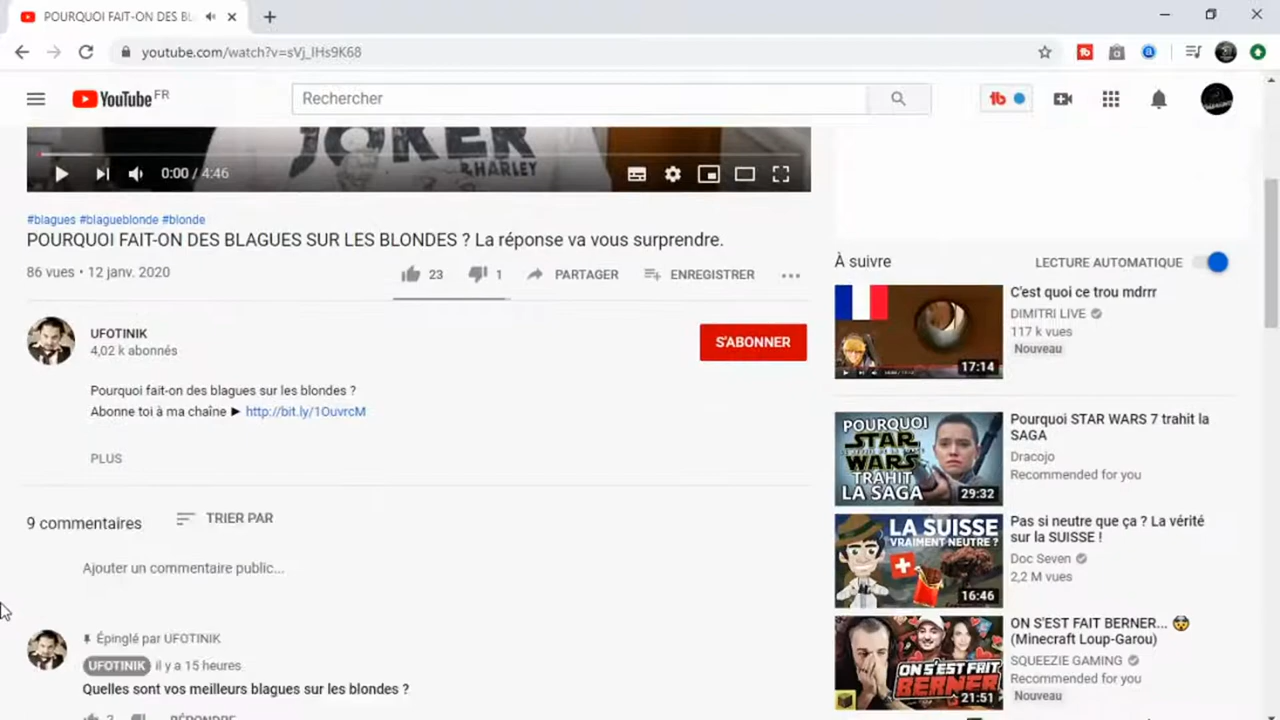 POURQUOI FAIT-ON DES BL
youtube.com/watch?v=sVj_IHs9K68
YouTube FR
Rechercher
tb
JOKER
& HARLEY
0:00 / 4:46
#blagues #blagueblonde #blonde
POURQUOI FAIT-ON DES BLAGUES SUR LES BLONDES ? La réponse va vous surprendre.
86 vues • 12 janv. 2020
23
1
PARTAGER
ENREGISTRER
UFOTINIK
4,02 k abonnés
S'ABONNER
Pourquoi fait-on des blagues sur les blondes ?
Abonne toi à ma chaîne ► http://bit.ly/1OuvrcM
PLUS
9 commentaires
TRIER PAR
Ajouter un commentaire public...
Épinglé par UFOTINIK
UFOTINIK il y a 15 heures
Quelles sont vos meilleurs blagues sur les blondes ?
2
RÉPONDRE
À suivre
LECTURE AUTOMATIQUE
17:14
C'est quoi ce trou mdrrr
DIMITRI LIVE
117 k vues
Nouveau
POURQUOI
STAR
WARS
TRAHIT
LA SAGA
29:32
Pourquoi STAR WARS 7 trahit la
SAGA
Dracojo
Recommended for you
LA SUISSE
VRAIMENT NEUTRE ?
16:46
Pas si neutre que ça ? La vérité
sur la SUISSE !
Doc Seven
2,2 M vues
ON S'EST FAIT
BERNER...
21:51
ON S'EST FAIT BERNER... 🤯
(Minecraft Loup-Garou)
SQUEEZIE GAMING
Recommended for you
Nouveau